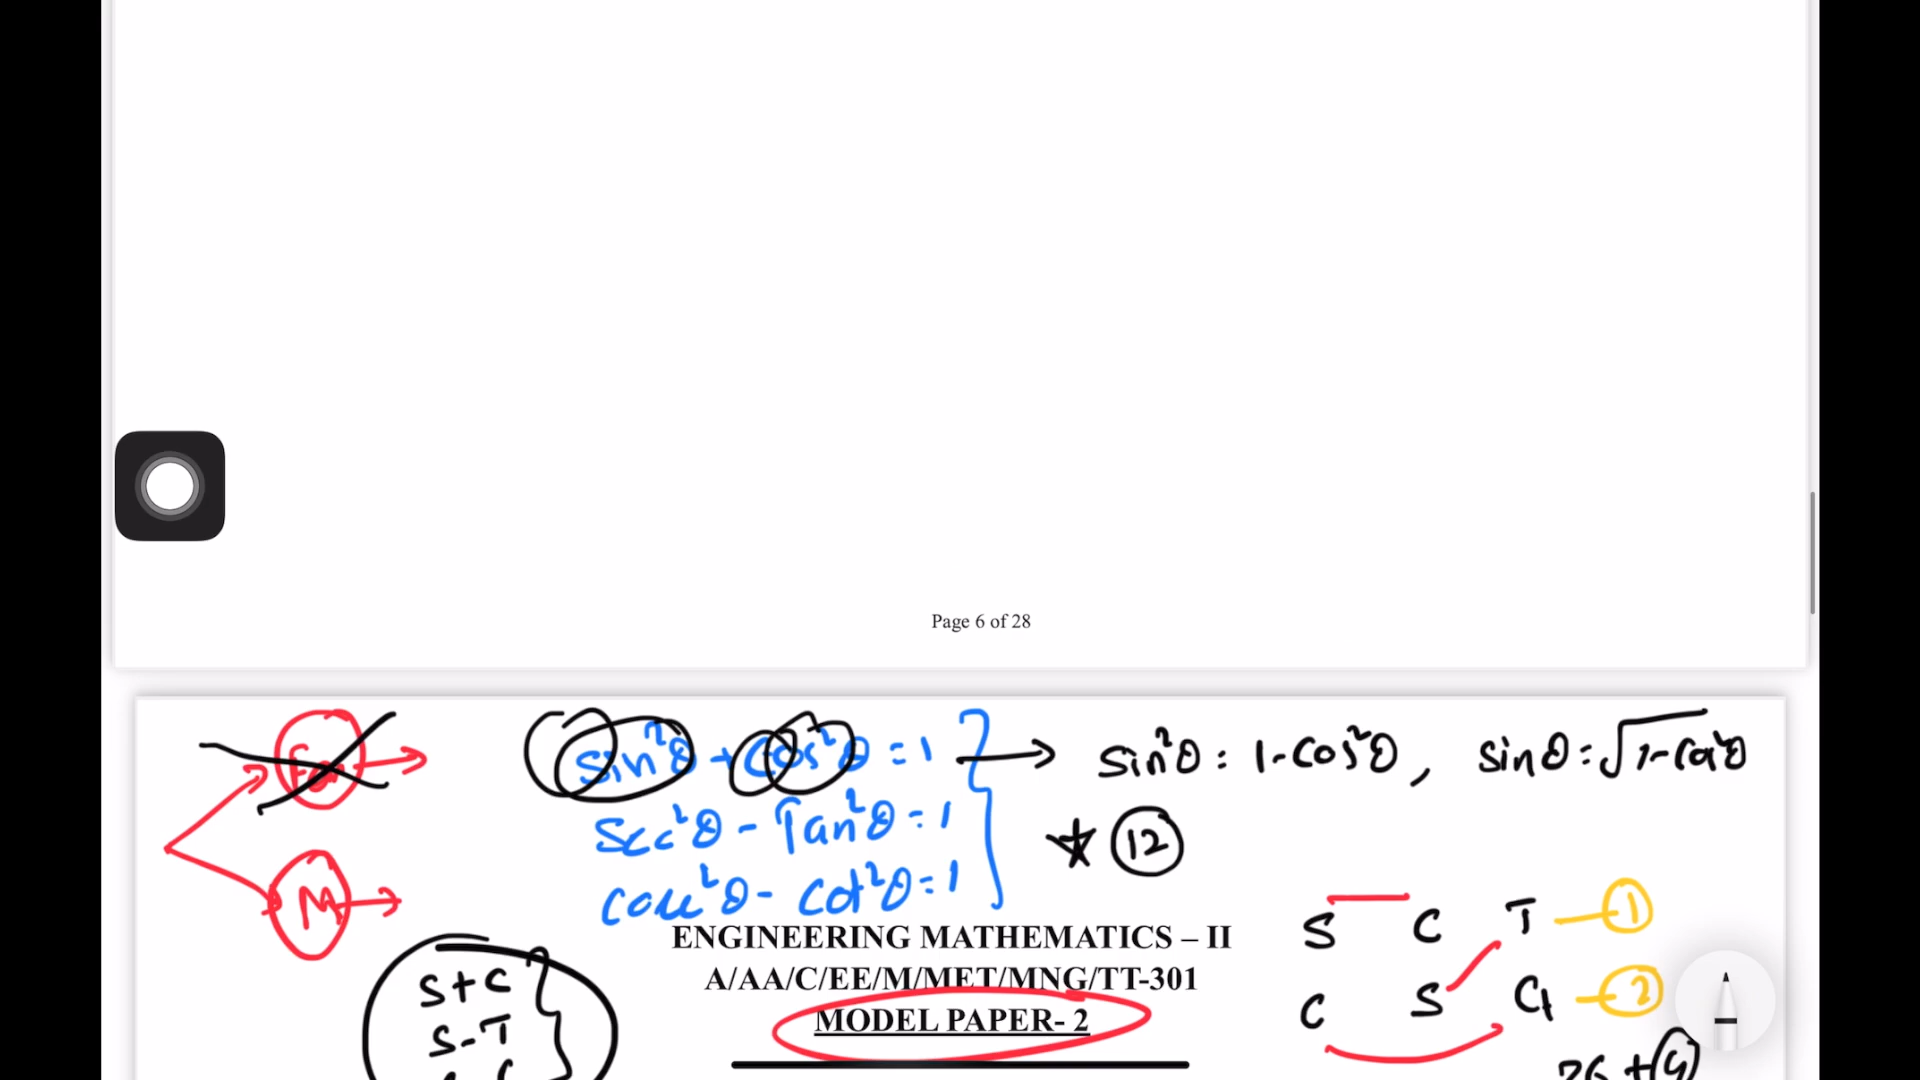 Page 6 of 28
sin²θ + cos²θ = 1 → sin²θ : 1-cos²θ , sinθ = √1-cos²θ
sec²θ - Tan²θ = 1
★ 12
cosec²θ - cot²θ = 1
M
S C T - 1
ENGINEERING MATHEMATICS – II
A/AA/C/EE/M/MET/MNG/TT-301
S+C
C S - 2
MODEL PAPER- 2
S-T